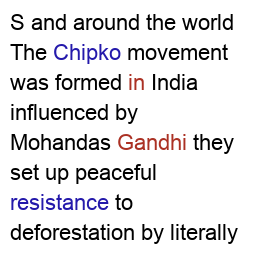 S and around the world
The Chipko movement
was formed in India
influenced by
Mohandas Gandhi they
set up peaceful
resistance to
deforestation by literally